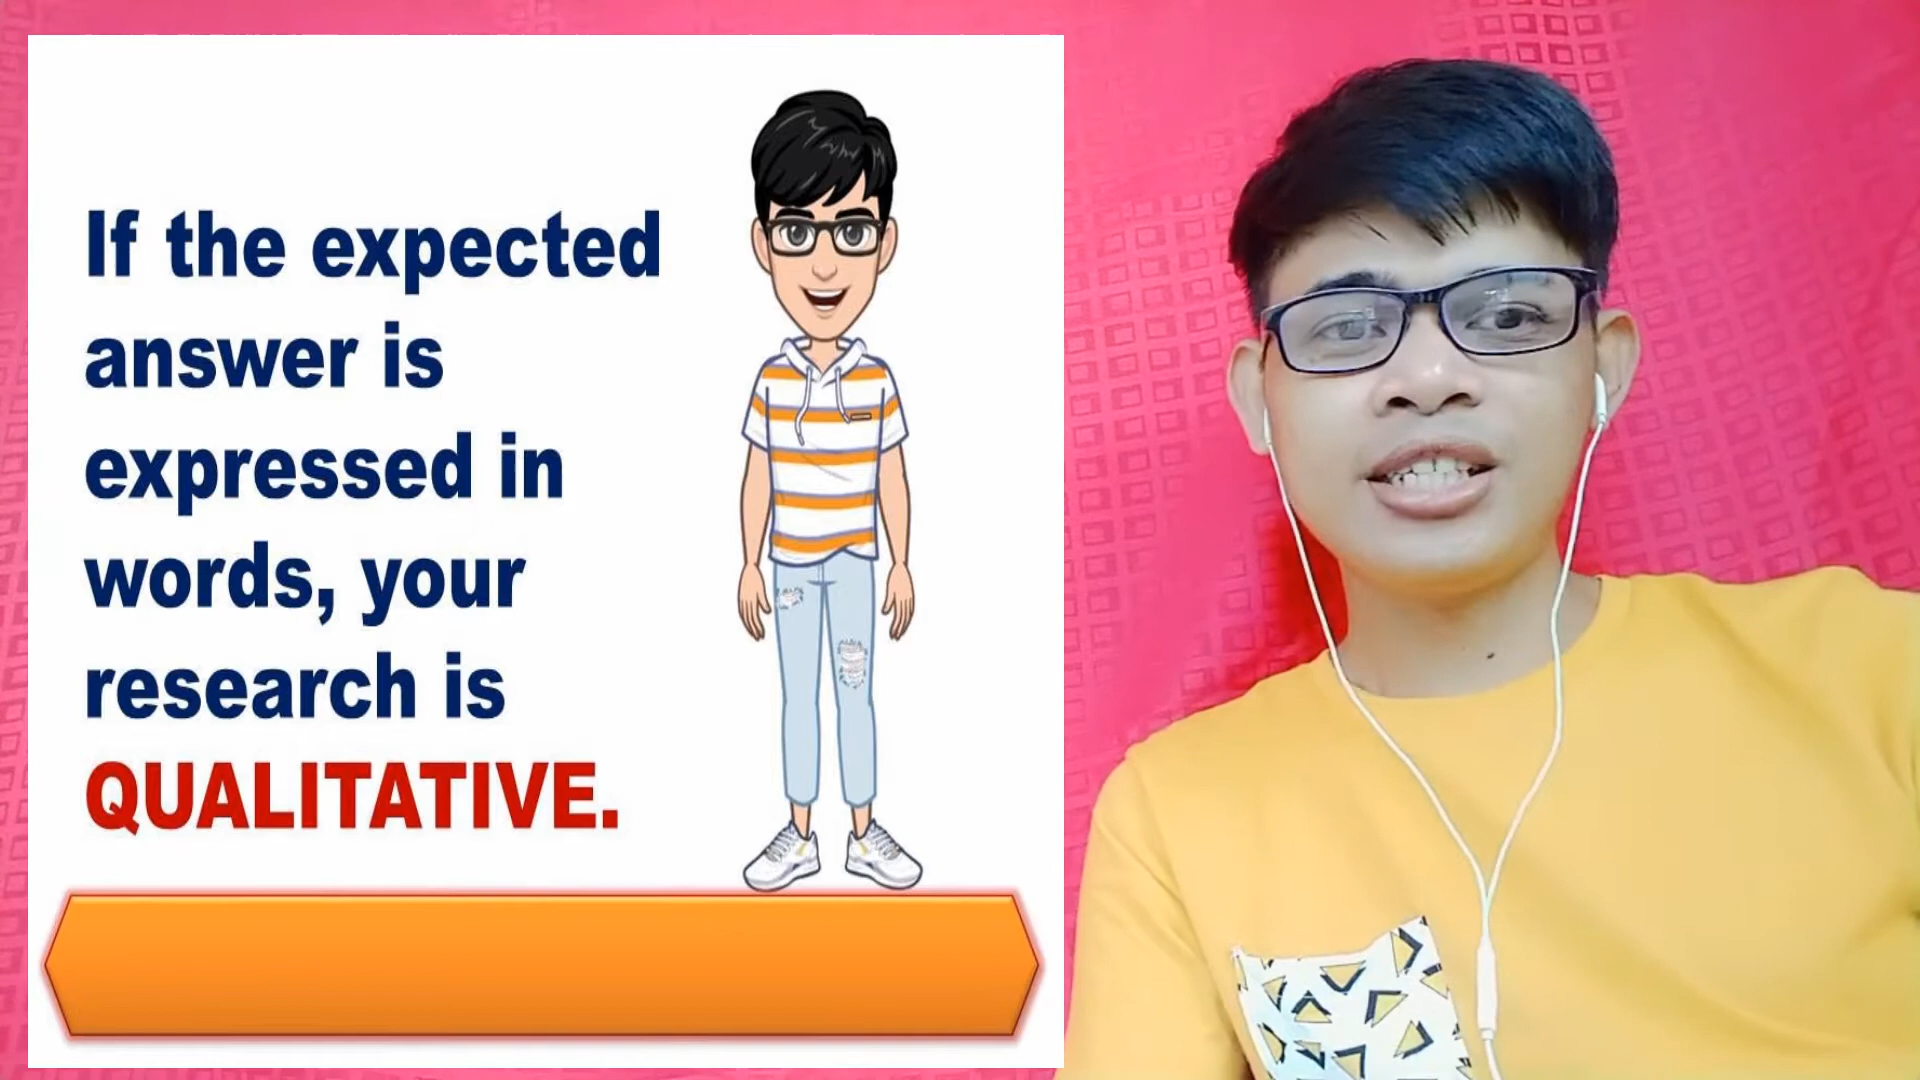 If the expected
answer is
expressed in
words, your
research is
QUALITATIVE.